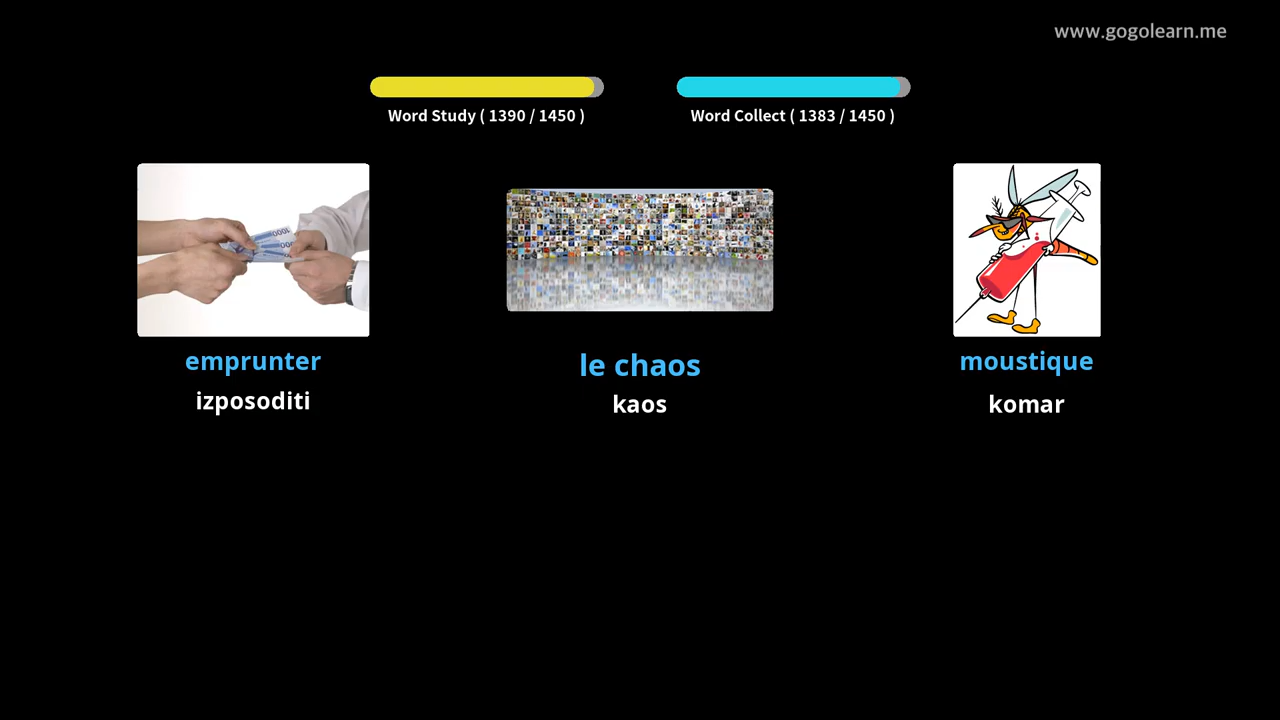 www.gogolearn.me
Word Study ( 1390 / 1450 )
Word Collect ( 1383 / 1450 )
emprunter
izposoditi
le chaos
kaos
moustique
komar